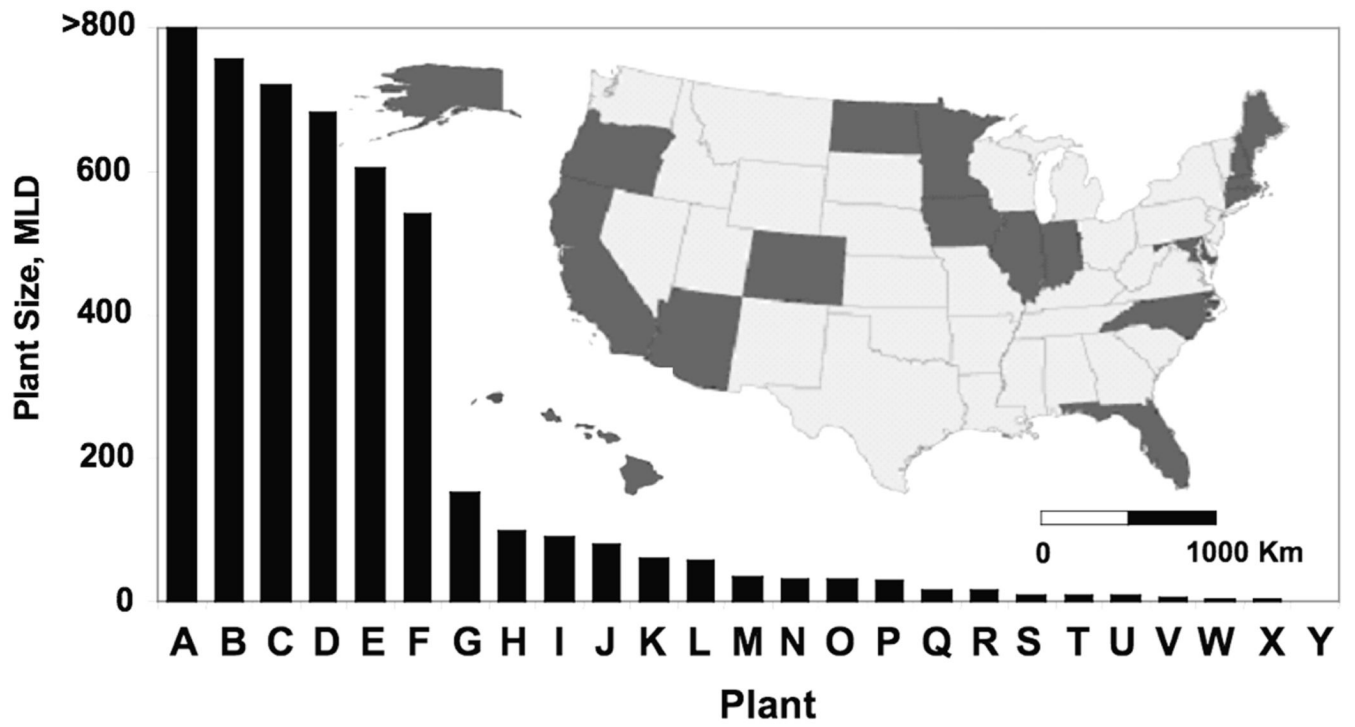 >800
600
400
200
0
Plant Size, MLD
0 1000 Km
A B C D E F G H I J K L M N O P Q R S T U V W X Y
Plant